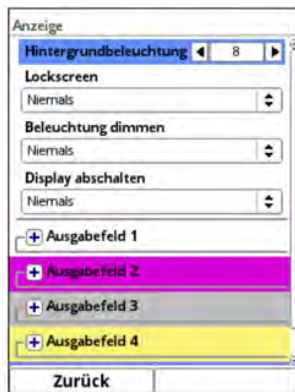 Anzeige
Hintergrundbeleuchtung 8
Lockscreen
Niemals
Beleuchtung dimmen
Niemals
Display abschalten
Niemals
Ausgabefeld 1
Ausgabefeld 2
Ausgabefeld 3
Ausgabefeld 4
Zurück